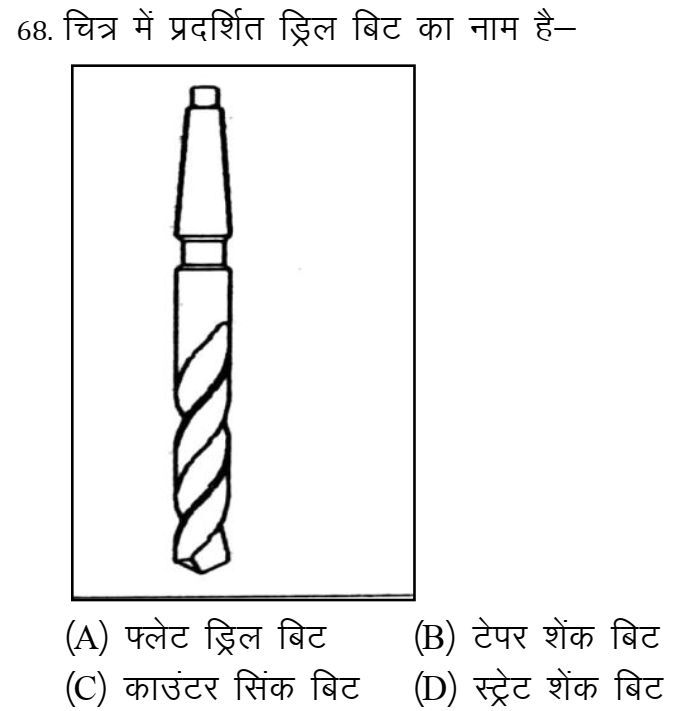 68. चित्र में प्रदर्शित ड्रिल बिट का नाम है–
(A) फ्लेट ड्रिल बिट (B) टेपर शेंक बिट
(C) काउंटर सिंक बिट (D) स्ट्रेट शेंक बिट